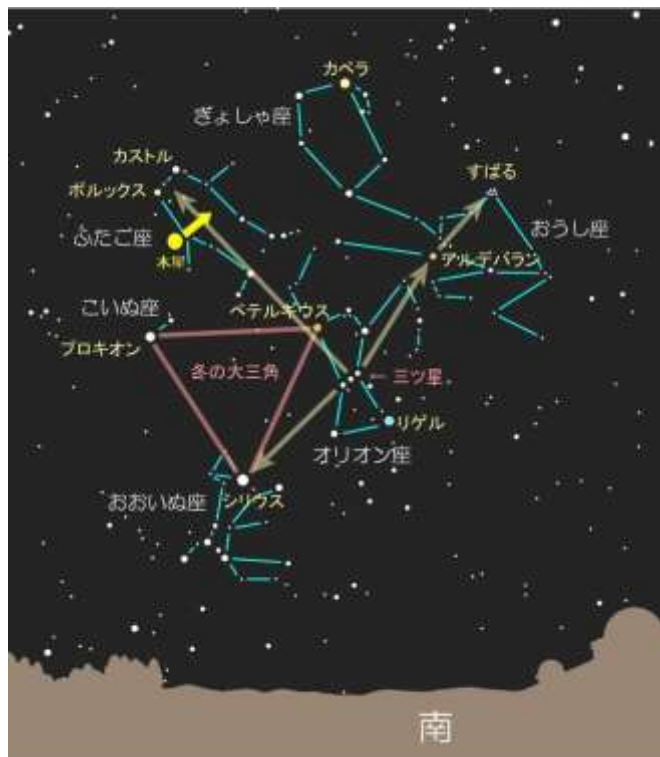 カペラ
ぎょしゃ座
カストル
ポルックス
すばる
おうし座
ふたご座
木星
アルデバラン
こいぬ座
ベテルギウス
プロキオン
冬の大三角
← 三ツ星
リゲル
オリオン座
おおいぬ座
シリウス
南